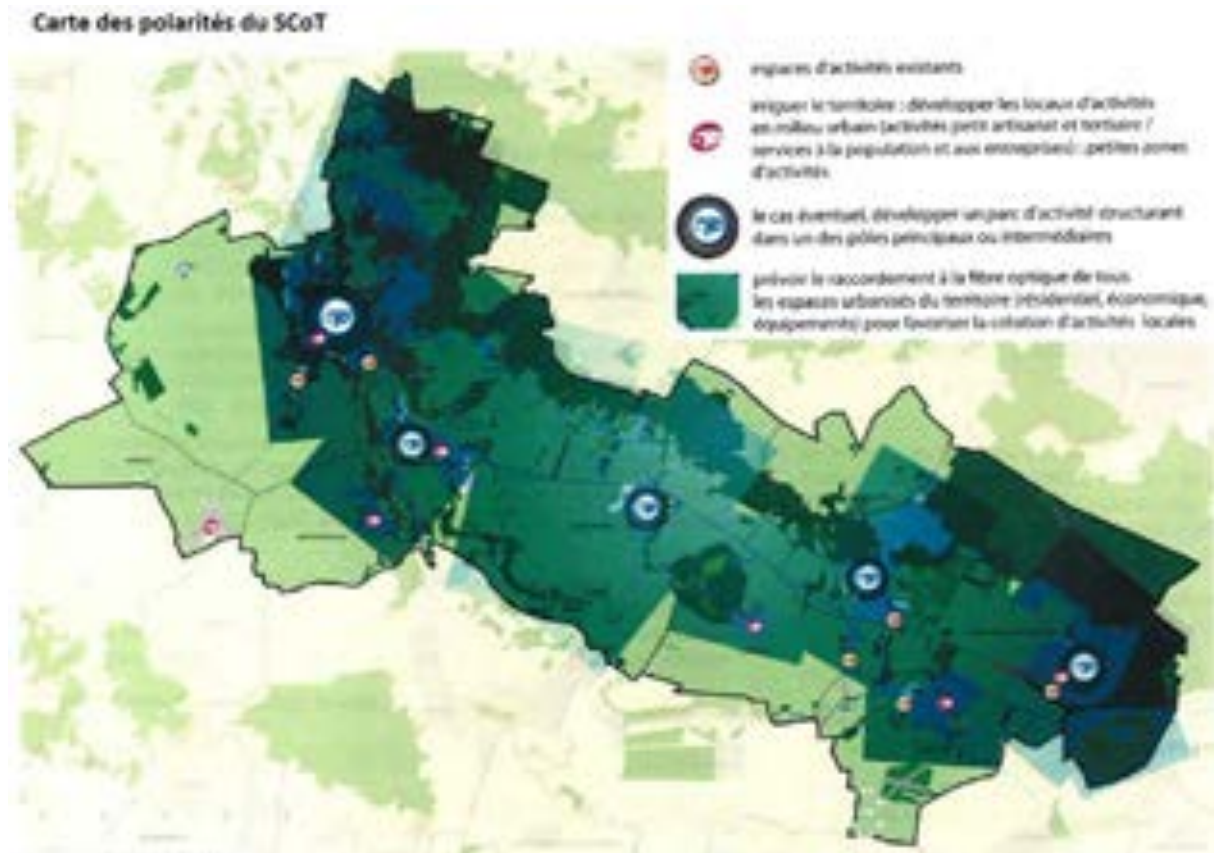 Carte des polarités du SCoT
espaces d'activités existants
irriguer le territoire : développer les locaux d'activités
en milieu urbain (activités petit artisanat et tertiaire /
services à la population et aux entreprises) : petites zones
d'activités
le cas éventuel, développer un parc d'activité structurant
dans un des pôles principaux ou intermédiaires
prévoir le raccordement à la fibre optique de tous
les espaces urbanisés du territoire (résidentiel, économique,
équipements) pour favoriser la création d'activités locales